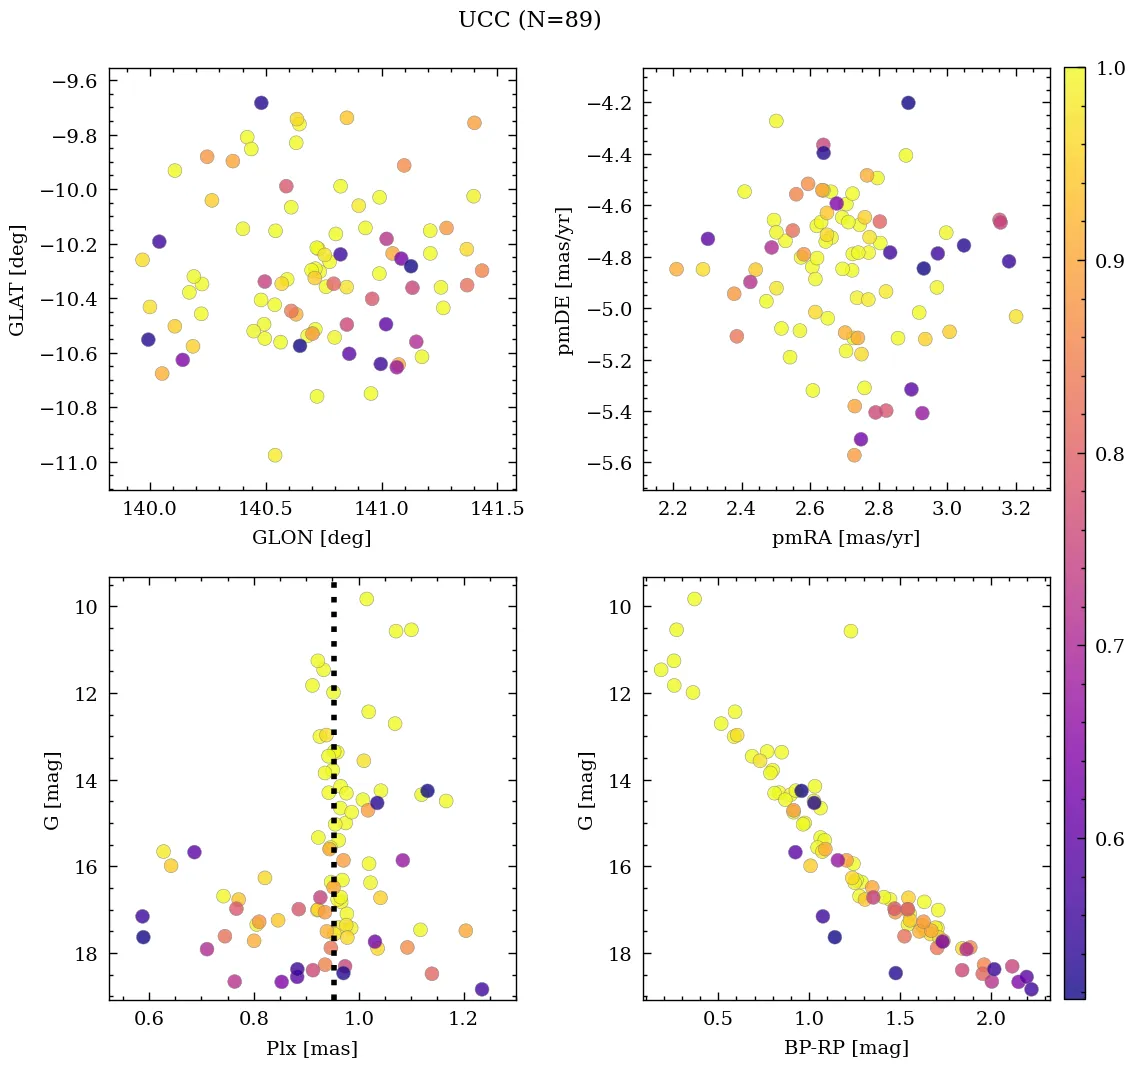 UCC (N=89)
−9.6
−9.8
−10.0
−10.2
−10.4
−10.6
−10.8
−11.0
GLAT [deg]
140.0 140.5 141.0 141.5
GLON [deg]
−4.2
−4.4
−4.6
−4.8
−5.0
−5.2
−5.4
−5.6
pmDE [mas/yr]
2.2 2.4 2.6 2.8 3.0 3.2
pmRA [mas/yr]
10
12
14
16
18
G [mag]
0.6 0.8 1.0 1.2
Plx [mas]
10
12
14
16
18
G [mag]
0.5 1.0 1.5 2.0
BP-RP [mag]
1.0
0.9
0.8
0.7
0.6